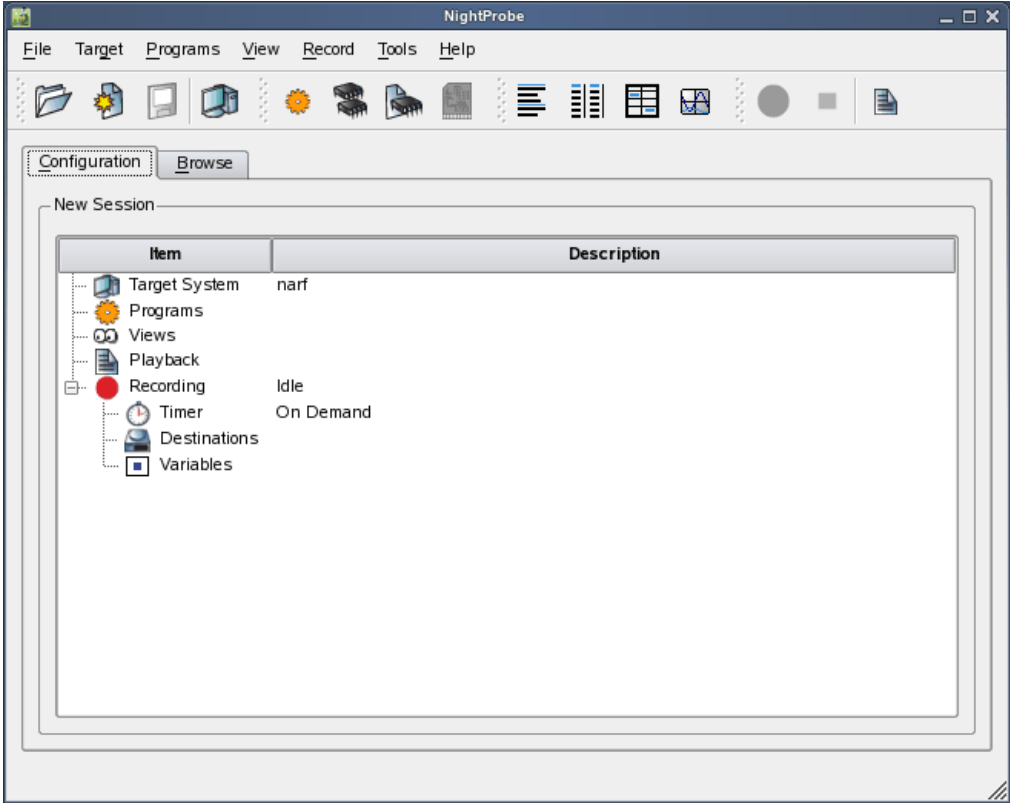 NightProbe
File Target Programs View Record Tools Help
Configuration Browse
New Session
Item Description
Target System narf
Programs
Views
Playback
Recording Idle
Timer On Demand
Destinations
Variables